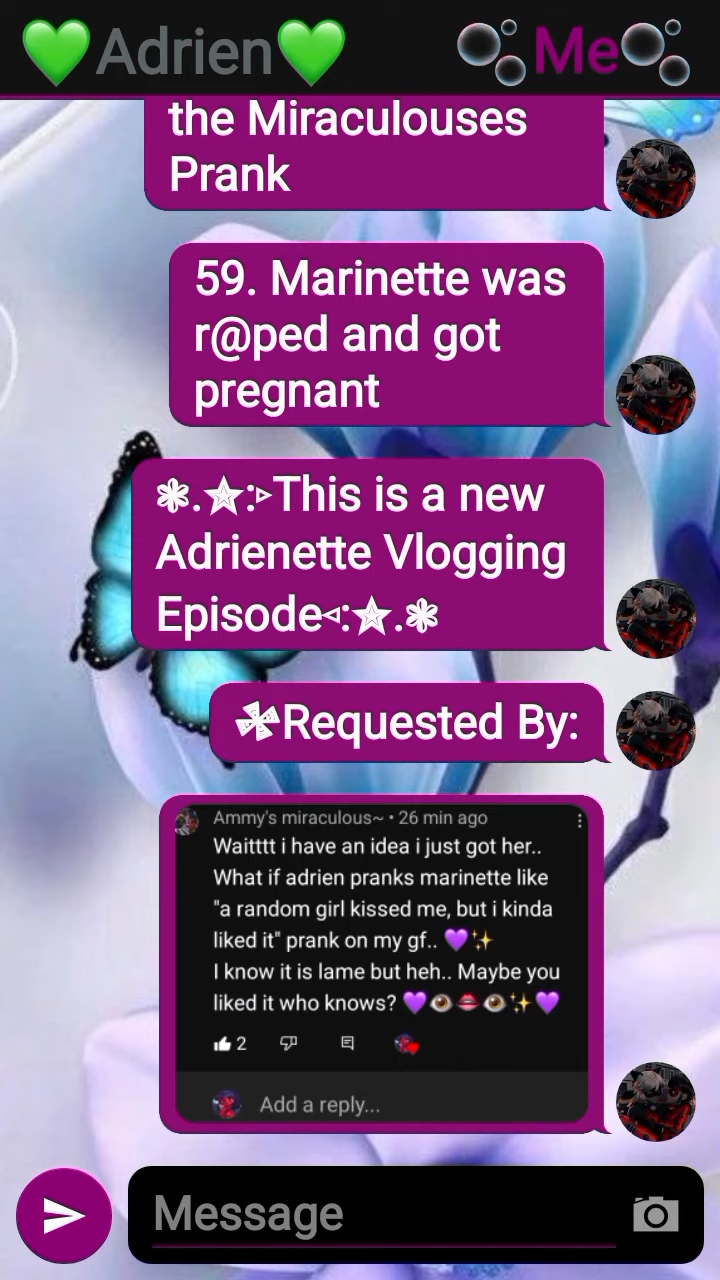 💚Adrien💚 🫧Me🫧
the Miraculouses
Prank
59. Marinette was
r@ped and got
pregnant
❃.✮:▹This is a new
Adrienette Vlogging
Episode◃:✮.❃
✤Requested By:
Ammy's miraculous~ • 26 min ago
Waitttt i have an idea i just got her..
What if adrien pranks marinette like
"a random girl kissed me, but i kinda
liked it" prank on my gf.. 💜✨
I know it is lame but heh.. Maybe you
liked it who knows? 💜👁👄👁✨💜
2
Add a reply...
Message